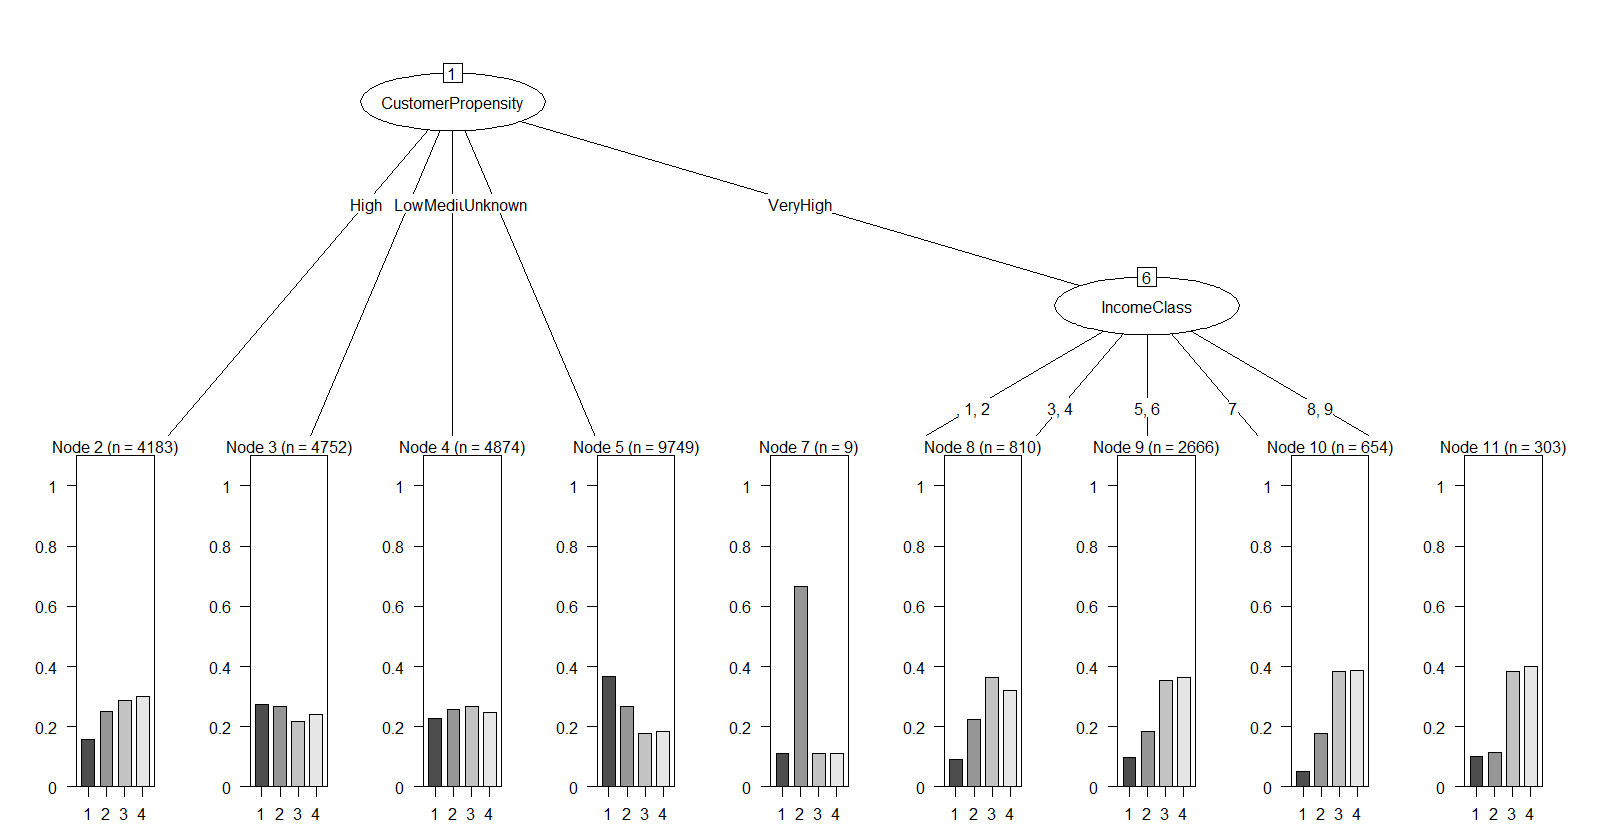 1
CustomerPropensity
High LowMediuUnknown VeryHigh
6
IncomeClass
, 1, 2 3, 4 5, 6 7 8, 9
Node 2 (n = 4183) Node 3 (n = 4752) Node 4 (n = 4874) Node 5 (n = 9749) Node 7 (n = 9) Node 8 (n = 810) Node 9 (n = 2666) Node 10 (n = 654) Node 11 (n = 303)
1 1 1 1 1 1 1 1 1
0.8 0.8 0.8 0.8 0.8 0.8 0.8 0.8 0.8
0.6 0.6 0.6 0.6 0.6 0.6 0.6 0.6 0.6
0.4 0.4 0.4 0.4 0.4 0.4 0.4 0.4 0.4
0.2 0.2 0.2 0.2 0.2 0.2 0.2 0.2 0.2
0 0 0 0 0 0 0 0 0
1 2 3 4 1 2 3 4 1 2 3 4 1 2 3 4 1 2 3 4 1 2 3 4 1 2 3 4 1 2 3 4 1 2 3 4